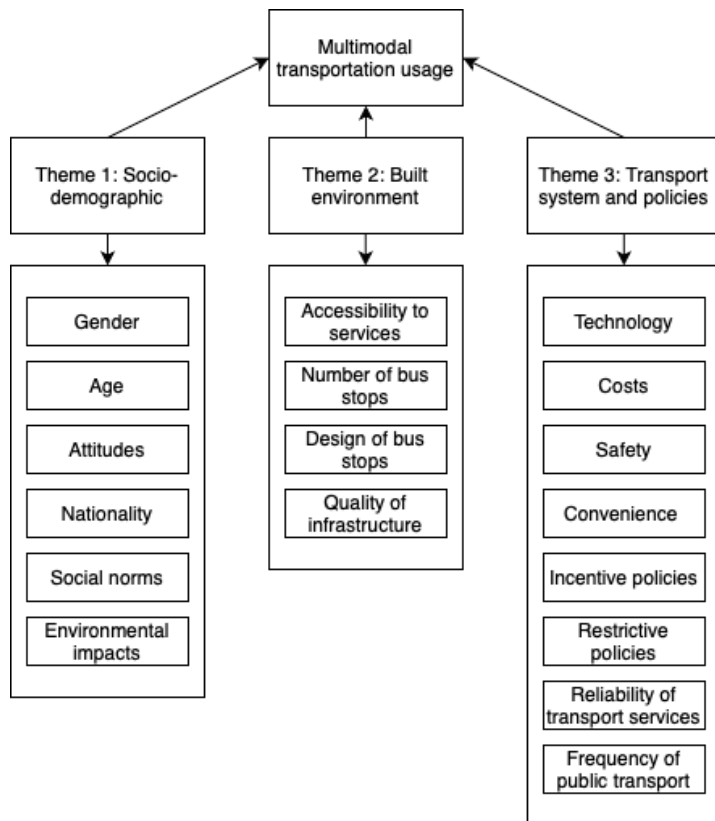 Multimodal
transportation usage
Theme 1: Socio-
demographic
Theme 2: Built
environment
Theme 3: Transport
system and policies
Gender
Age
Attitudes
Nationality
Social norms
Environmental
impacts
Accessibility to
services
Number of bus
stops
Design of bus
stops
Quality of
infrastructure
Technology
Costs
Safety
Convenience
Incentive policies
Restrictive
policies
Reliability of
transport services
Frequency of
public transport